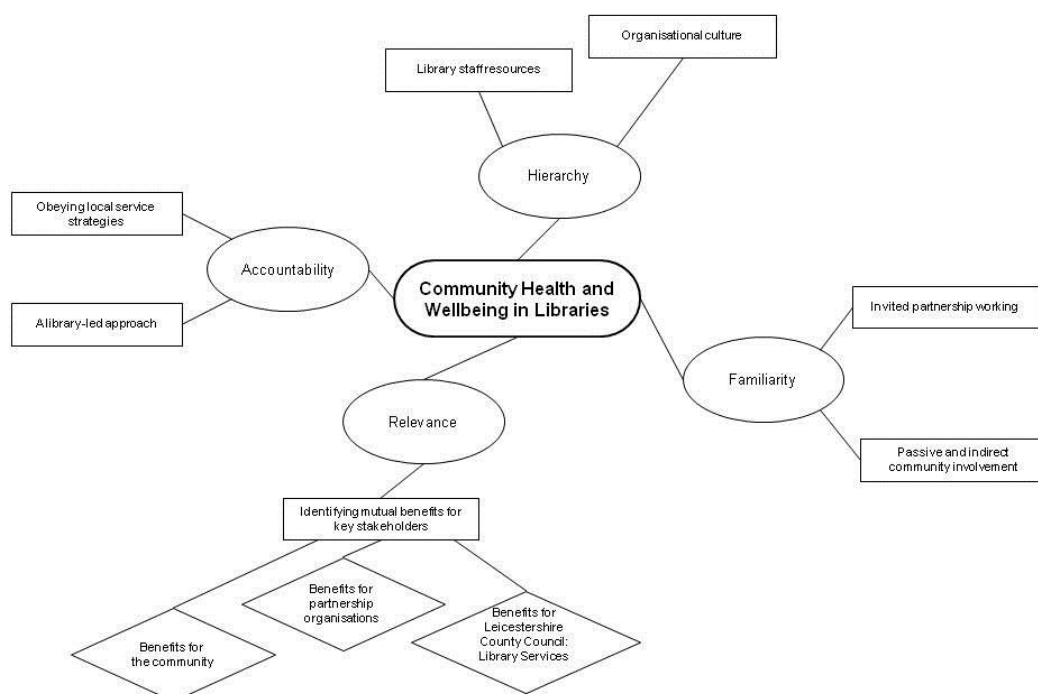 Organisational culture
Library staff resources
Hierarchy
Obeying local service
strategies
Accountability
A library-led approach
Community Health and
Wellbeing in Libraries
Invited partnership working
Familiarity
Passive and indirect
community involvement
Relevance
Identifying mutual benefits for
key stakeholders
Benefits for
partnership
organisations
Benefits for
Leicestershire
County Council:
Library Services
Benefits for
the community